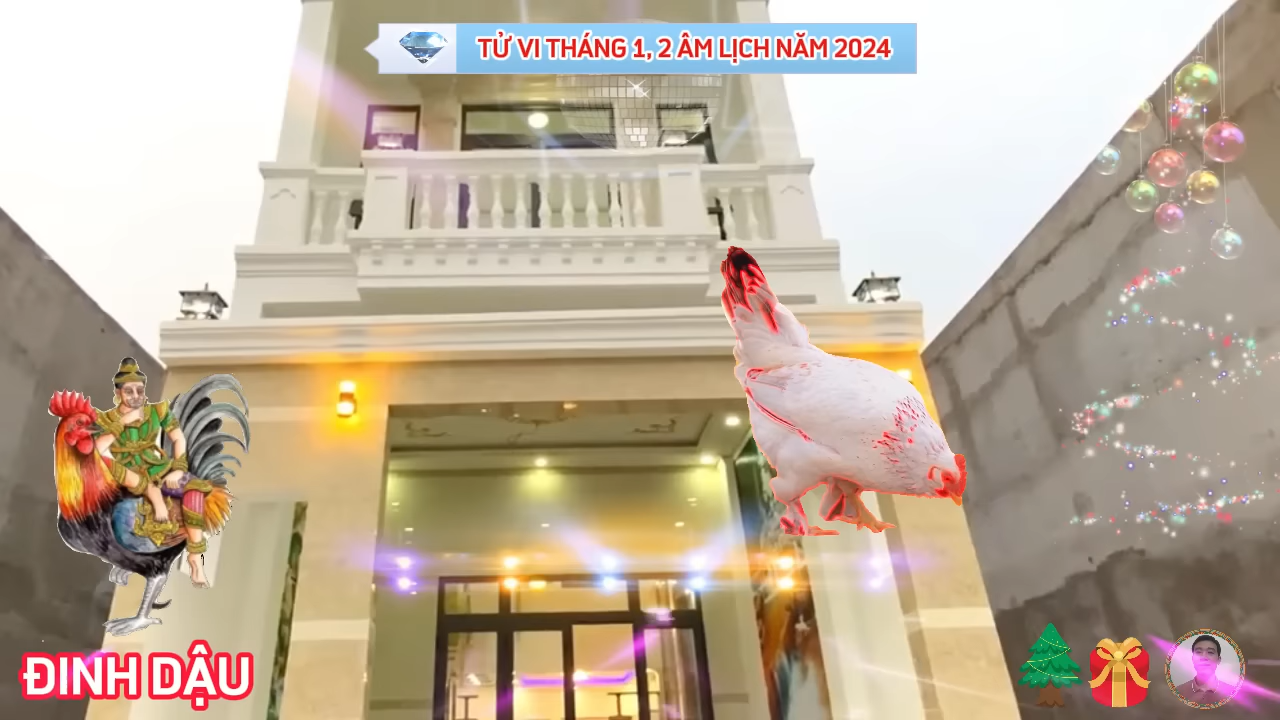 TỬ VI THÁNG 1, 2 ÂM LỊCH NĂM 2024
ĐINH DẬU